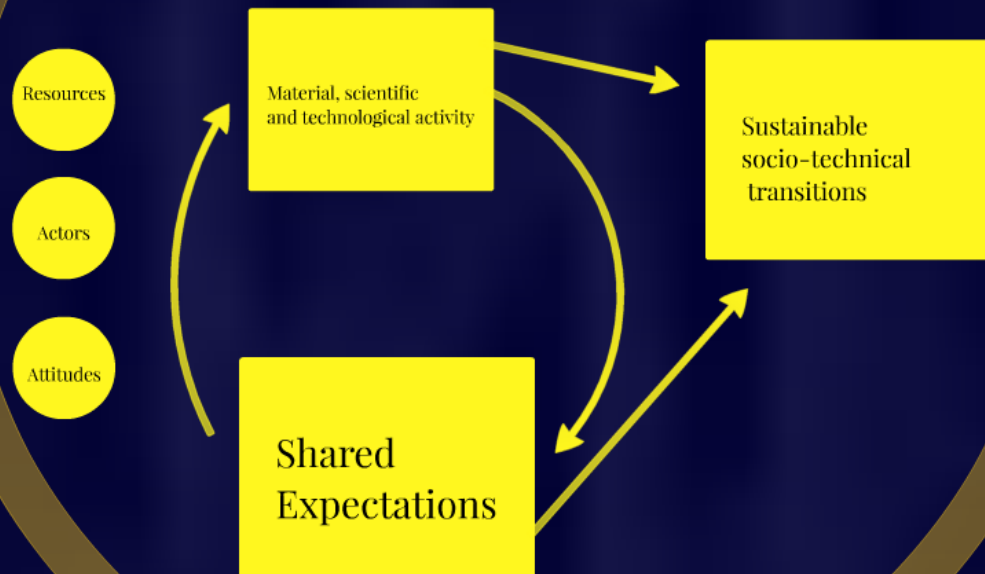 Resources
Actors
Attitudes
Material, scientific
and technological activity
Shared
Expectations
Sustainable
socio-technical
transitions